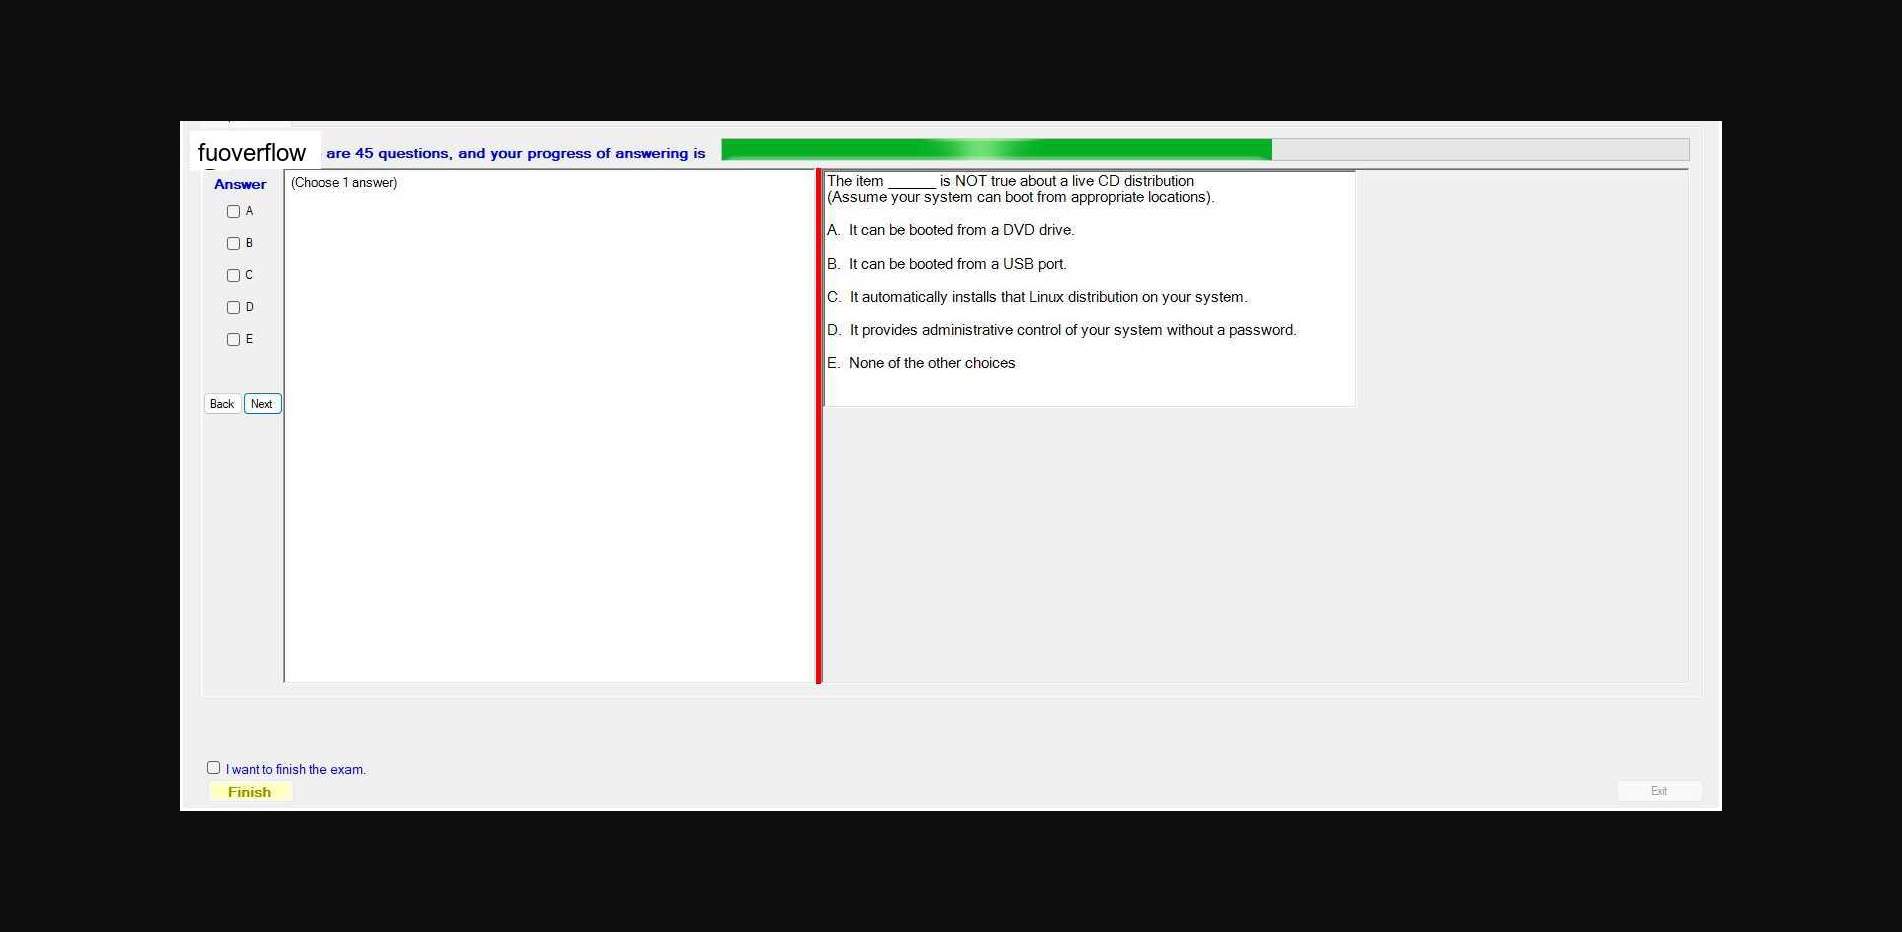 fuoverflow are 45 questions, and your progress of answering is
Answer
(Choose 1 answer)
A
B
C
D
E
Back Next
The item ______ is NOT true about a live CD distribution
(Assume your system can boot from appropriate locations).
A. It can be booted from a DVD drive.
B. It can be booted from a USB port.
C. It automatically installs that Linux distribution on your system.
D. It provides administrative control of your system without a password.
E. None of the other choices
I want to finish the exam.
Finish
Exit